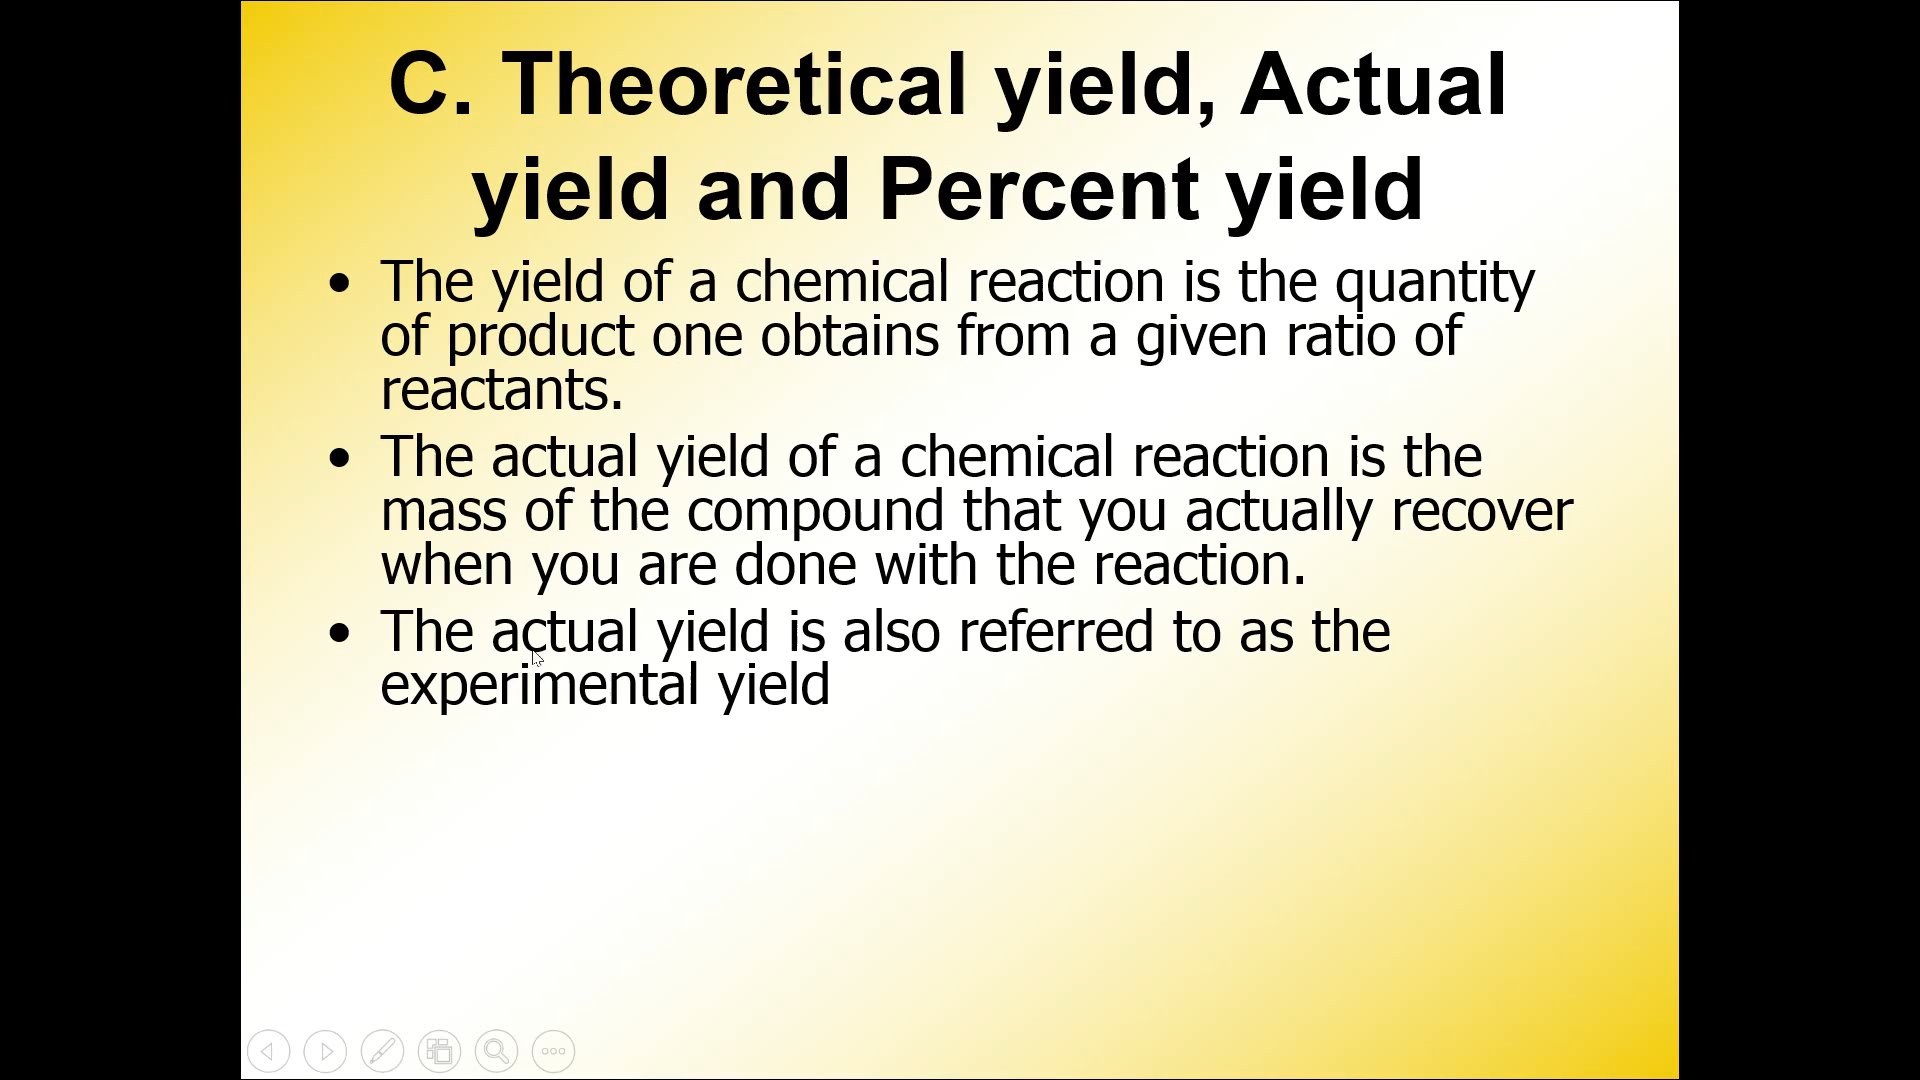 C. Theoretical yield, Actual
yield and Percent yield
• The yield of a chemical reaction is the quantity
of product one obtains from a given ratio of
reactants.
• The actual yield of a chemical reaction is the
mass of the compound that you actually recover
when you are done with the reaction.
• The actual yield is also referred to as the
experimental yield